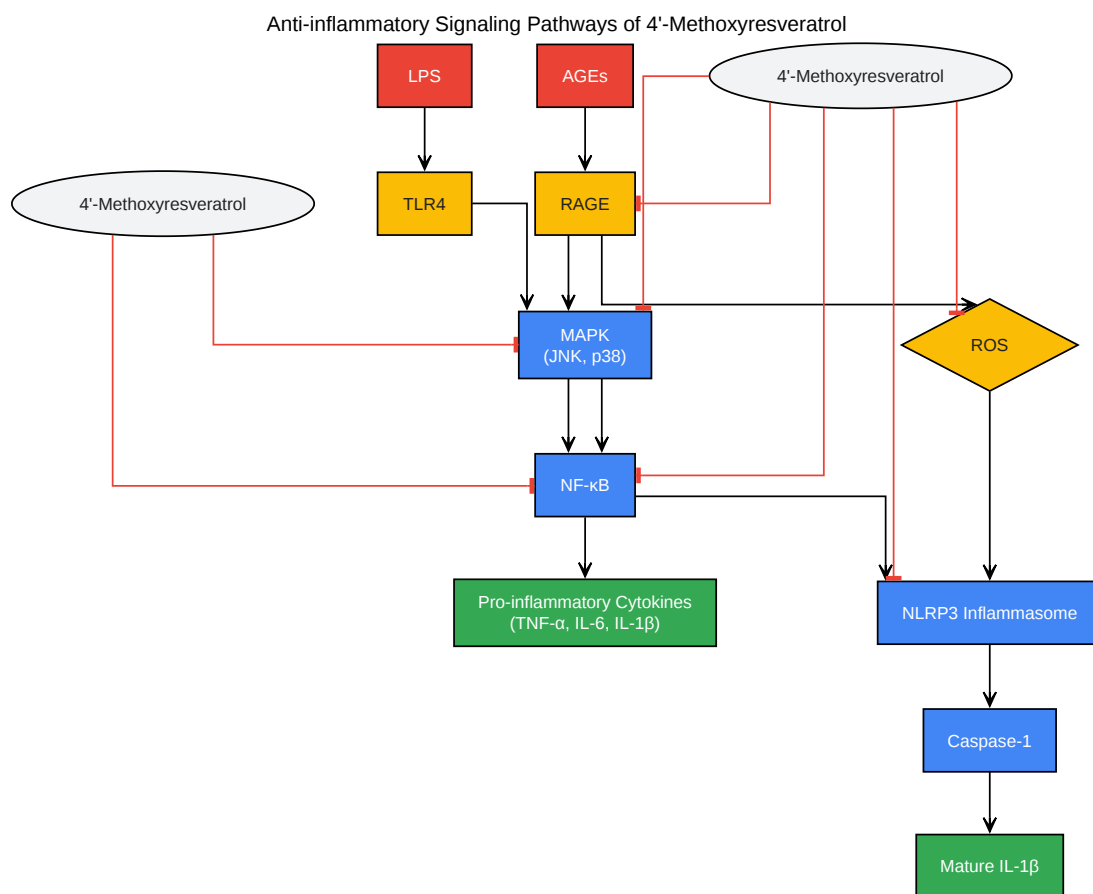 Anti-inflammatory Signaling Pathways of 4'-Methoxyresveratrol
LPS
AGEs
4'-Methoxyresveratrol
4'-Methoxyresveratrol
TLR4
RAGE
MAPK
(JNK, p38)
ROS
NF-κB
Pro-inflammatory Cytokines
(TNF-α, IL-6, IL-1β)
NLRP3 Inflammasome
Caspase-1
Mature IL-1β